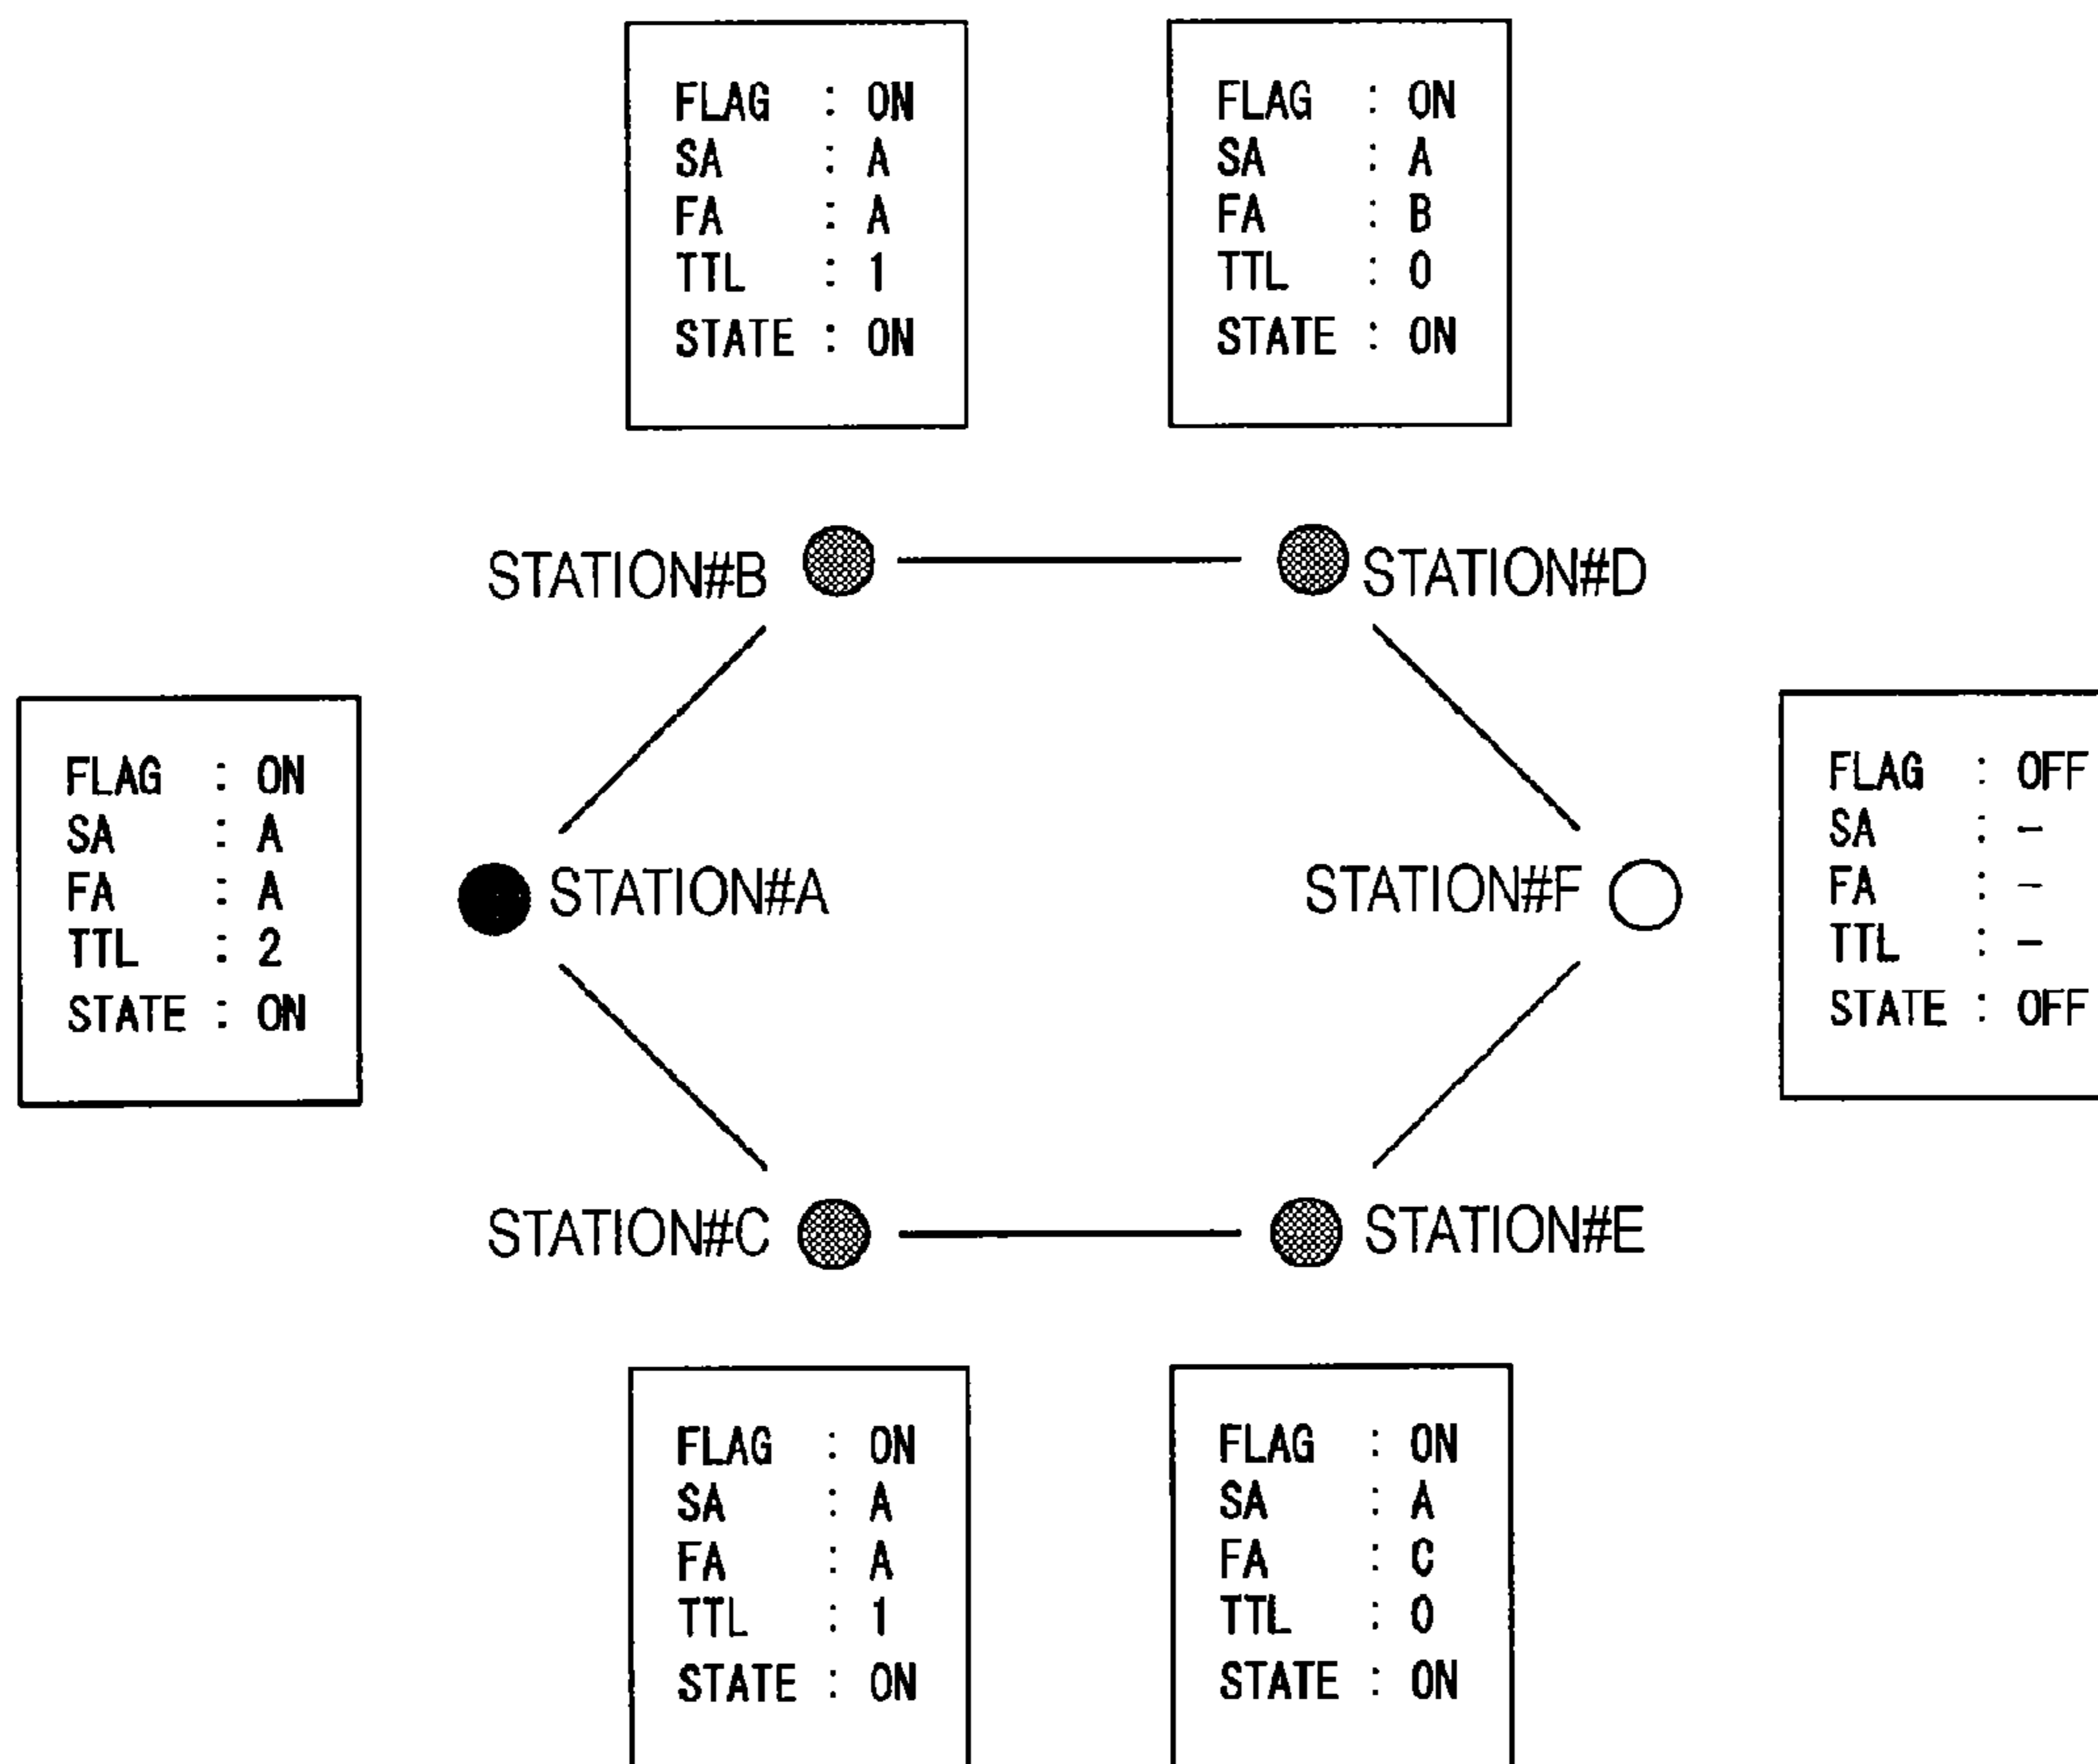 FLAG : ON
SA : A
FA : A
TTL : 1
STATE : ON
FLAG : ON
SA : A
FA : B
TTL : 0
STATE : ON
STATION#B
STATION#D
FLAG : ON
SA : A
FA : A
TTL : 2
STATE : ON
STATION#A
STATION#F
FLAG : OFF
SA : –
FA : –
TTL : –
STATE : OFF
STATION#C
STATION#E
FLAG : ON
SA : A
FA : A
TTL : 1
STATE : ON
FLAG : ON
SA : A
FA : C
TTL : 0
STATE : ON